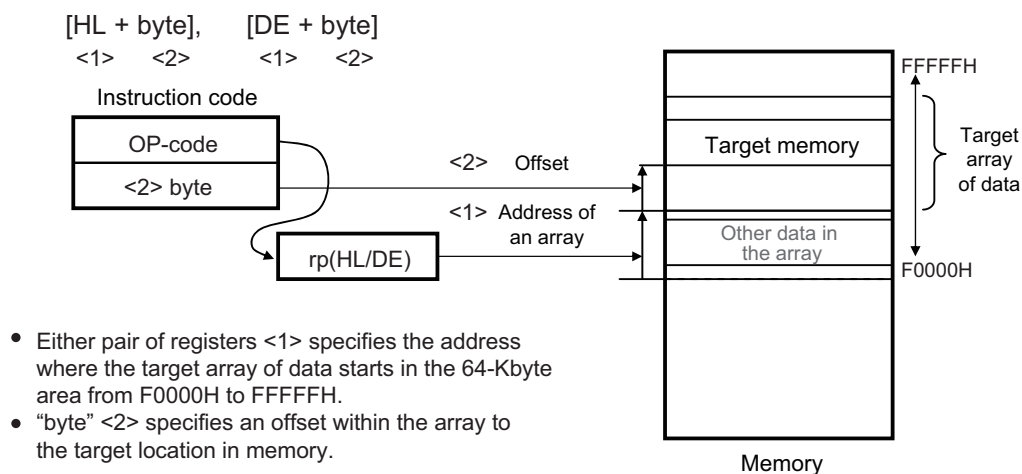 [HL + byte], [DE + byte]
<1> <2> <1> <2>
Instruction code
OP-code
<2> byte
<2> Offset
<1> Address of
an array
rp(HL/DE)
FFFFFH
Target memory
Target
array
of data
Other data in
the array
F0000H
Memory
• Either pair of registers <1> specifies the address
where the target array of data starts in the 64-Kbyte
area from F0000H to FFFFFH.
• “byte” <2> specifies an offset within the array to
the target location in memory.